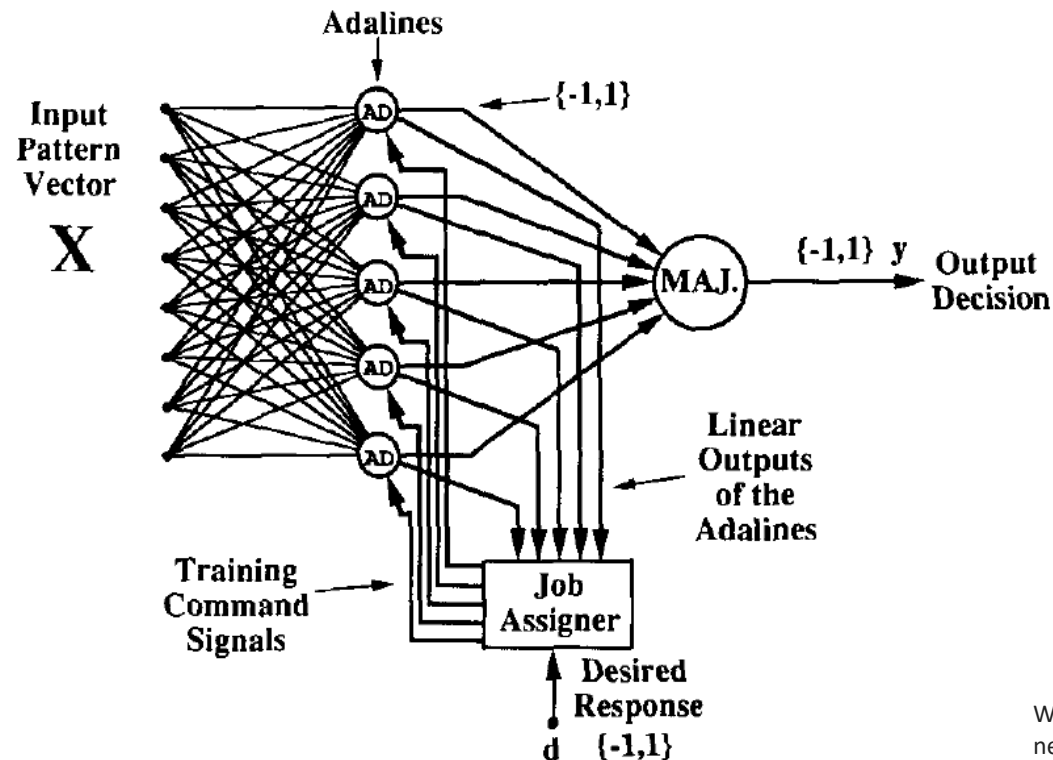 Adalines
{-1,1}
Input
Pattern
Vector
X
AD
AD
AD
AD
AD
MAJ.
{-1,1} y
Output
Decision
Linear
Outputs
of the
Adalines
Training
Command
Signals
Job
Assigner
Desired
Response
d {-1,1}
W
ne